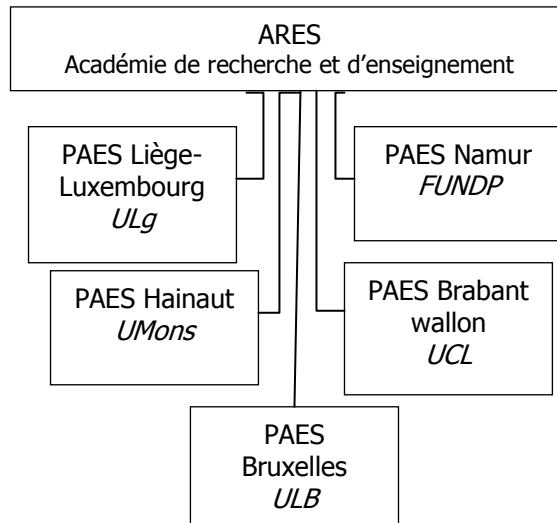 ARES
Académie de recherche et d'enseignement
PAES Liège-
Luxembourg
ULg
PAES Namur
FUNDP
PAES Hainaut
UMons
PAES Brabant
wallon
UCL
PAES
Bruxelles
ULB